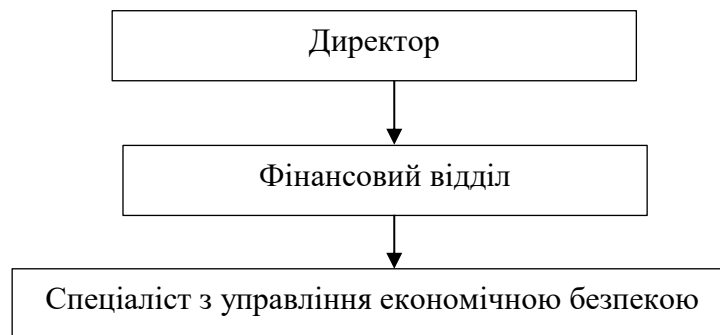 Директор
Фінансовий відділ
Спеціаліст з управління економічною безпекою